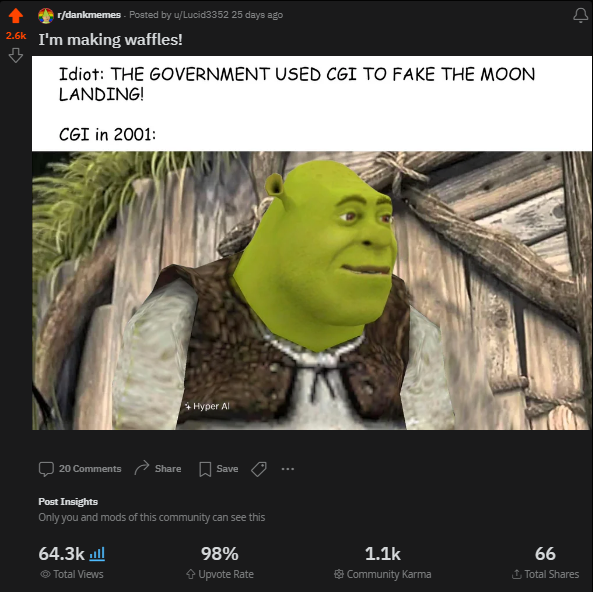 r/dankmemes · Posted by u/Lucid3352 25 days ago
2.6k
I'm making waffles!
Idiot: THE GOVERNMENT USED CGI TO FAKE THE MOON
LANDING!
CGI in 2001:
Hyper AI
20 Comments Share Save ...
Post Insights
Only you and mods of this community can see this
64.3k 98% 1.1k 66
Total Views Upvote Rate Community Karma Total Shares